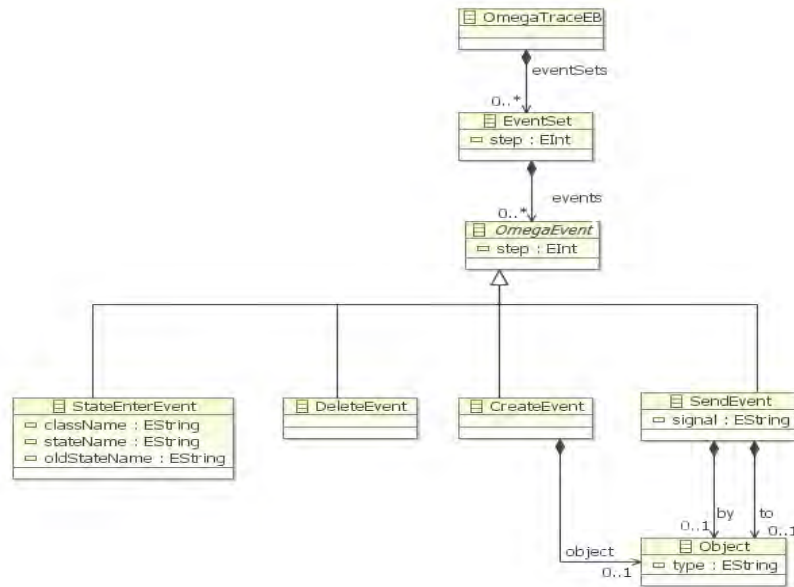 OmegaTraceEB
eventSets
0..*
EventSet
step : EInt
events
0..*
OmegaEvent
step : EInt
StateEnterEvent
className : EString
stateName : EString
oldStateName : EString
DeleteEvent
CreateEvent
SendEvent
signal : EString
by
to
0..1
0..1
object
0..1
Object
type : EString